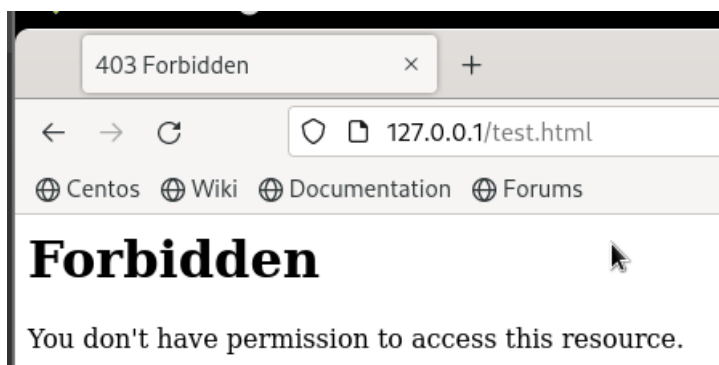 403 Forbidden
127.0.0.1/test.html
Centos Wiki Documentation Forums
Forbidden
You don't have permission to access this resource.